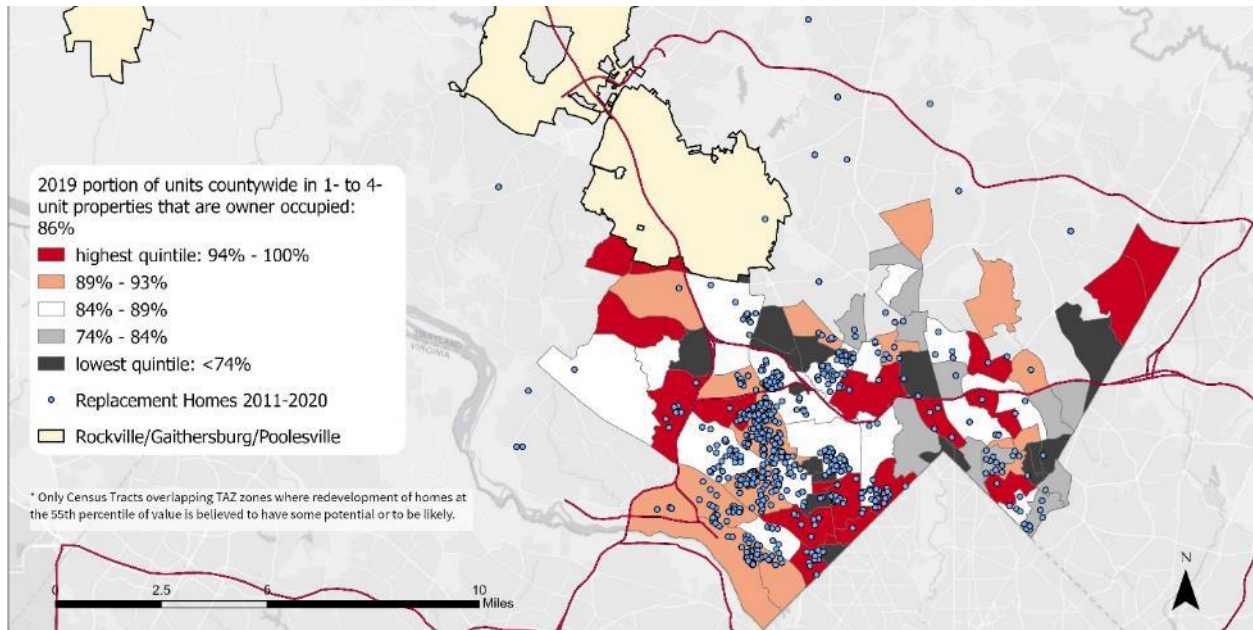 2019 portion of units countywide in 1- to 4-
unit properties that are owner occupied:
86%
highest quintile: 94% - 100%
89% - 93%
84% - 89%
74% - 84%
lowest quintile: <74%
Replacement Homes 2011-2020
Rockville/Gaithersburg/Poolesville
* Only Census Tracts overlapping TAZ zones where redevelopment of homes at
the 55th percentile of value is believed to have some potential or to be likely.
MARYLAND
VIRGINIA
N
0 2.5 5 10
Miles